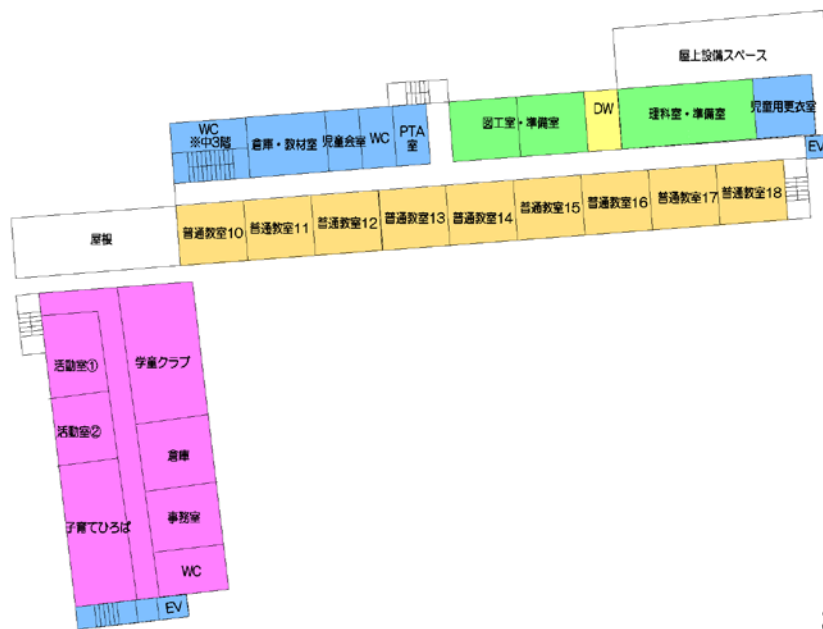 屋上設備スペース
WC
※中3階
倉庫・教材室
児童会室
WC
PTA
室
図工室・準備室
DW
理科室・準備室
児童用更衣室
EV
屋根
普通教室10
普通教室11
普通教室12
普通教室13
普通教室14
普通教室15
普通教室16
普通教室17
普通教室18
活動室①
学童クラブ
活動室②
倉庫
子育てひろば
事務室
WC
EV